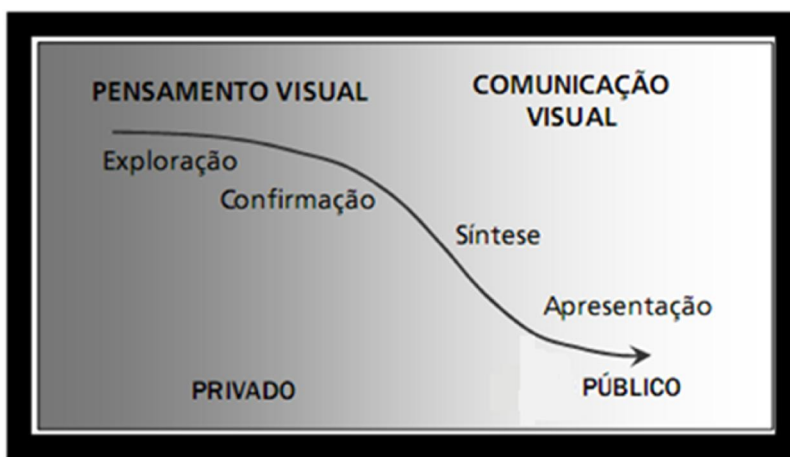 PENSAMENTO VISUAL
COMUNICAÇÃO
VISUAL
Exploração
Confirmação
Síntese
Apresentação
PRIVADO
PÚBLICO